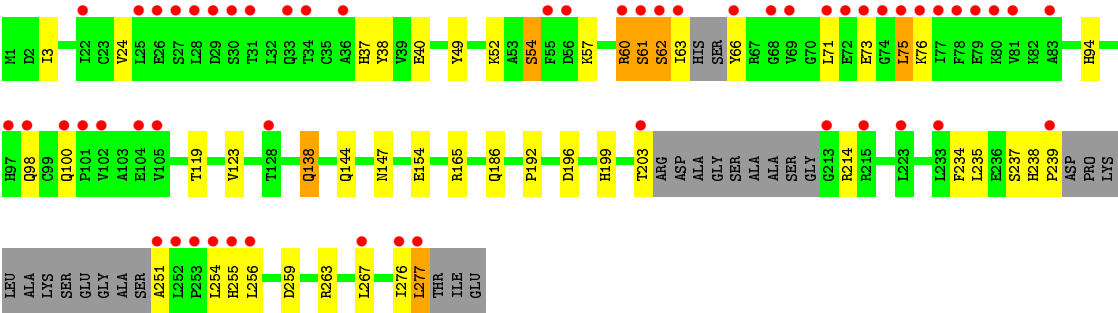 M1 D2 I3 I22 C23 V24 L25 E26 S27 L28 D29 S30 T31 L32 Q33 T34 C35 A36 H37 Y38 V39 E40 Y49 K52 A53 S54 F55 D56 K57 R60 S61 S62 I63 HIS SER Y66 R67 G68 V69 G70 L71 E72 E73 G74 L75 K76 I77 F78 E79 K80 V81 K82 A83 H94
H97 Q98 C99 Q100 P101 V102 A103 E104 V105 T119 V123 T128 Q138 Q144 N147 E154 R165 Q186 P192 D196 H199 T203 ARG ASP ALA GLY SER ALA ALA SER GLY G213 R214 R215 L223 L233 F234 L235 E236 S237 H238 P239 ASP PRO LYS
LEU ALA LYS SER GLU GLY ALA SER A251 L252 P253 L254 H255 L256 D259 R263 L267 I276 L277 THR ILE GLU